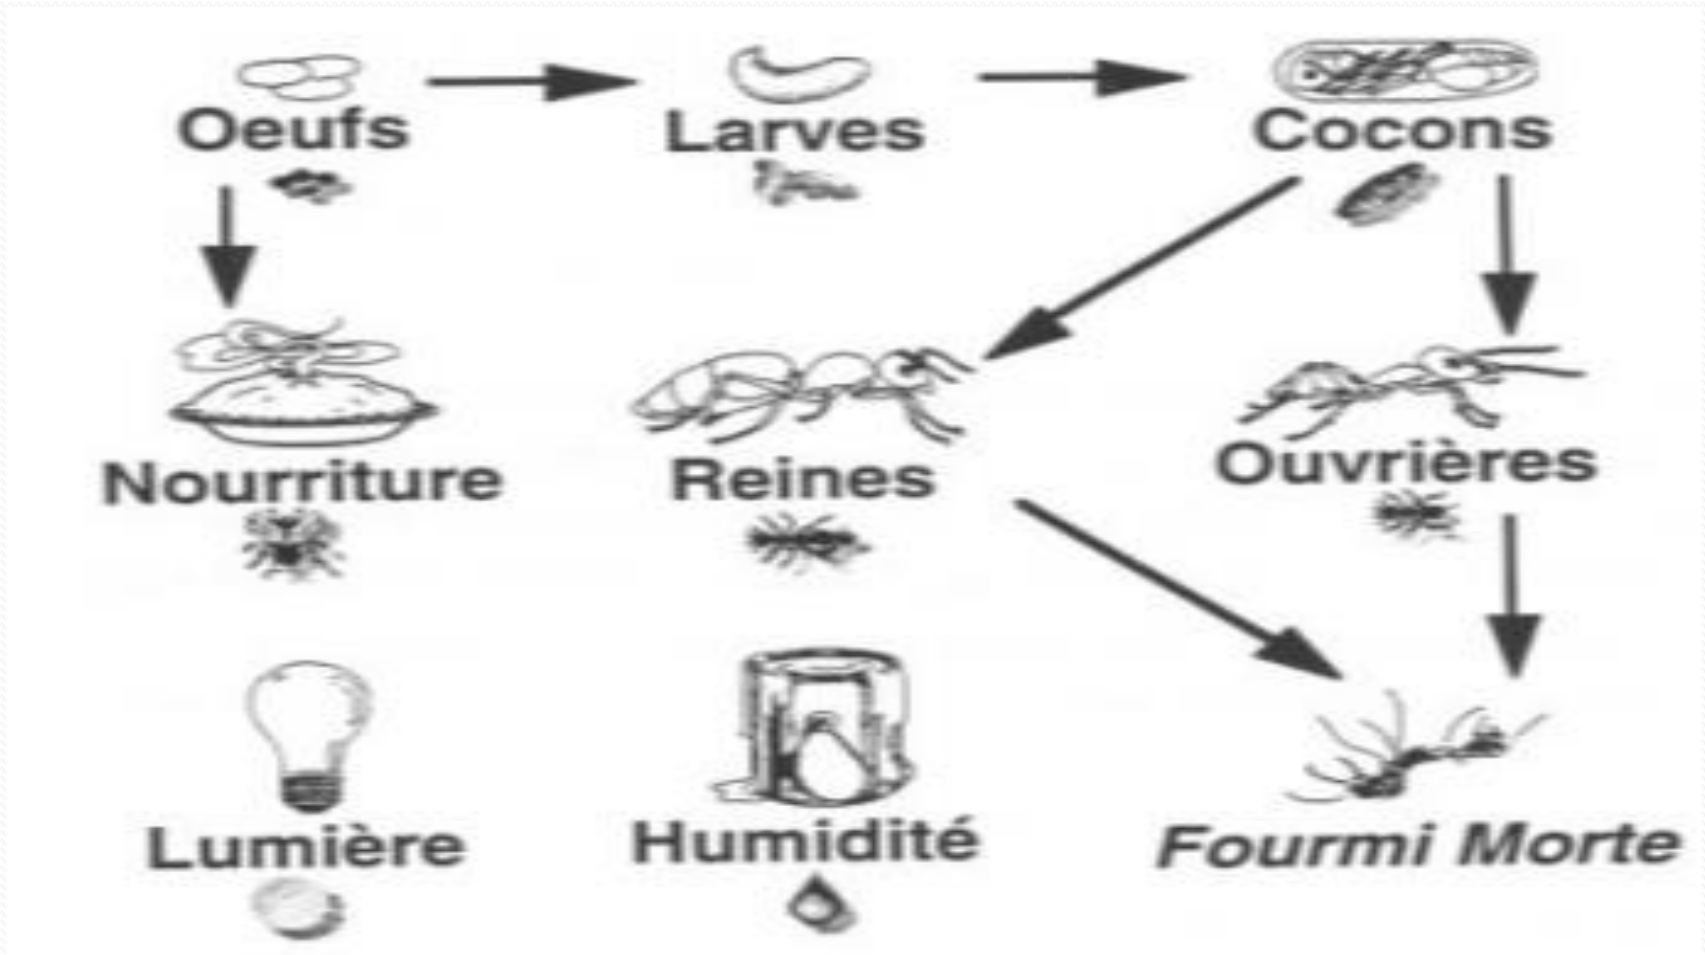 Oeufs
Larves
Cocons
Nourriture
Reines
Ouvrières
Lumière
Humidité
Fourmi Morte